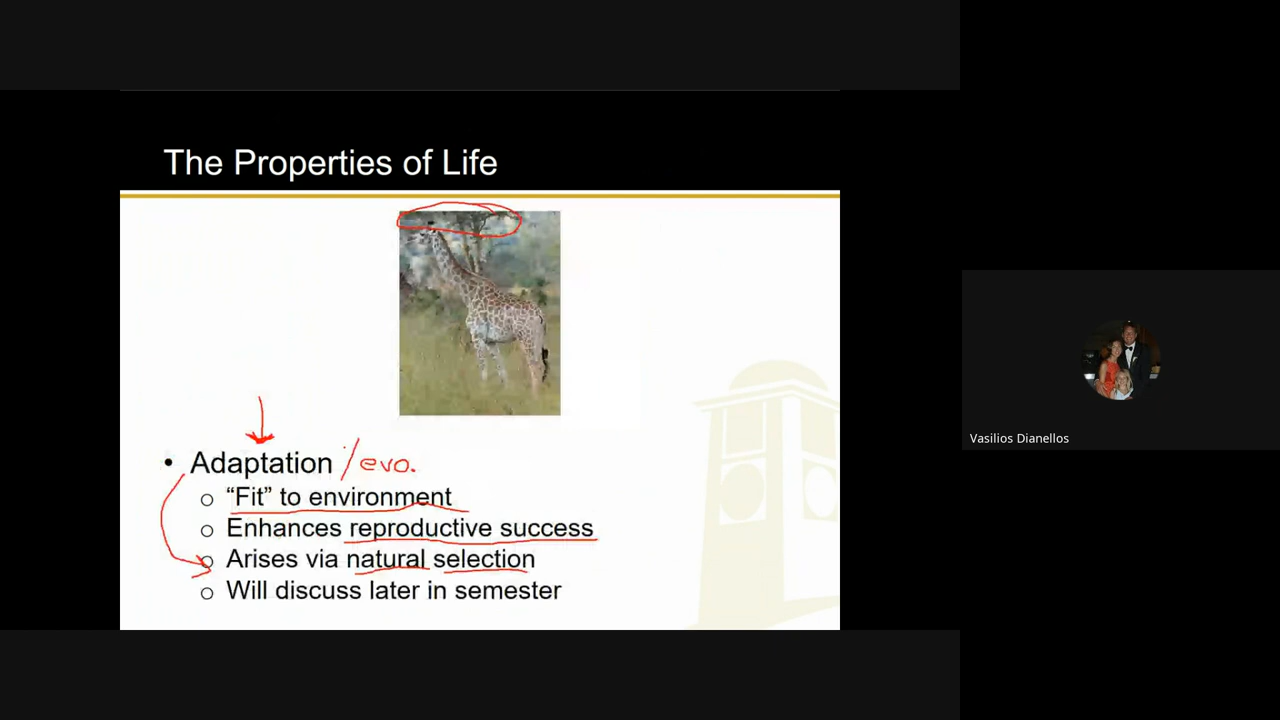 The Properties of Life
• Adaptation /evo.
o “Fit” to environment
o Enhances reproductive success
o Arises via natural selection
o Will discuss later in semester
Vasilios Dianellos